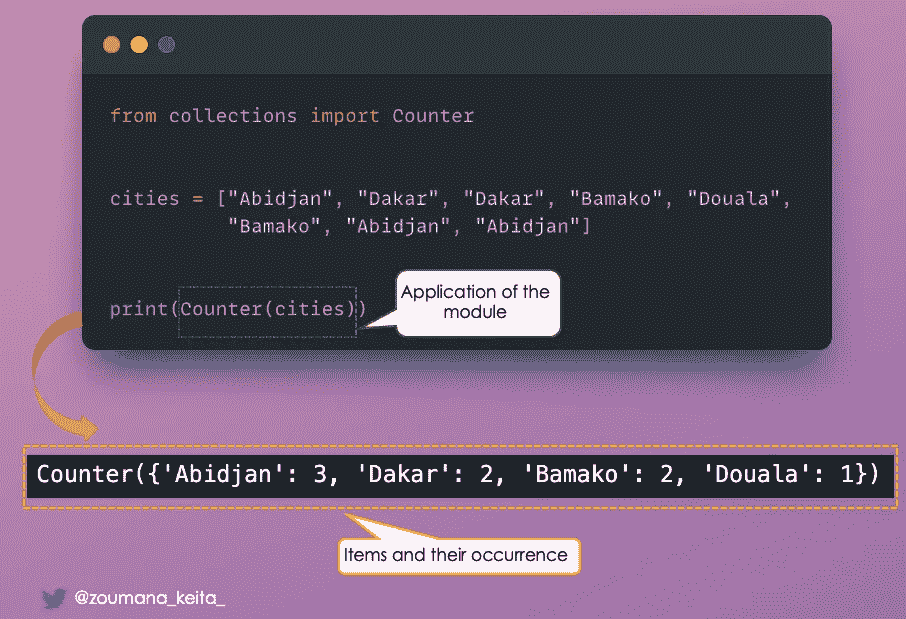 from collections import Counter
cities = ["Abidjan", "Dakar", "Dakar", "Bamako", "Douala",
"Bamako", "Abidjan", "Abidjan"]
print(Counter(cities))
Application of the
module
Counter({'Abidjan': 3, 'Dakar': 2, 'Bamako': 2, 'Douala': 1})
Items and their occurrence
@zoumana_keita_